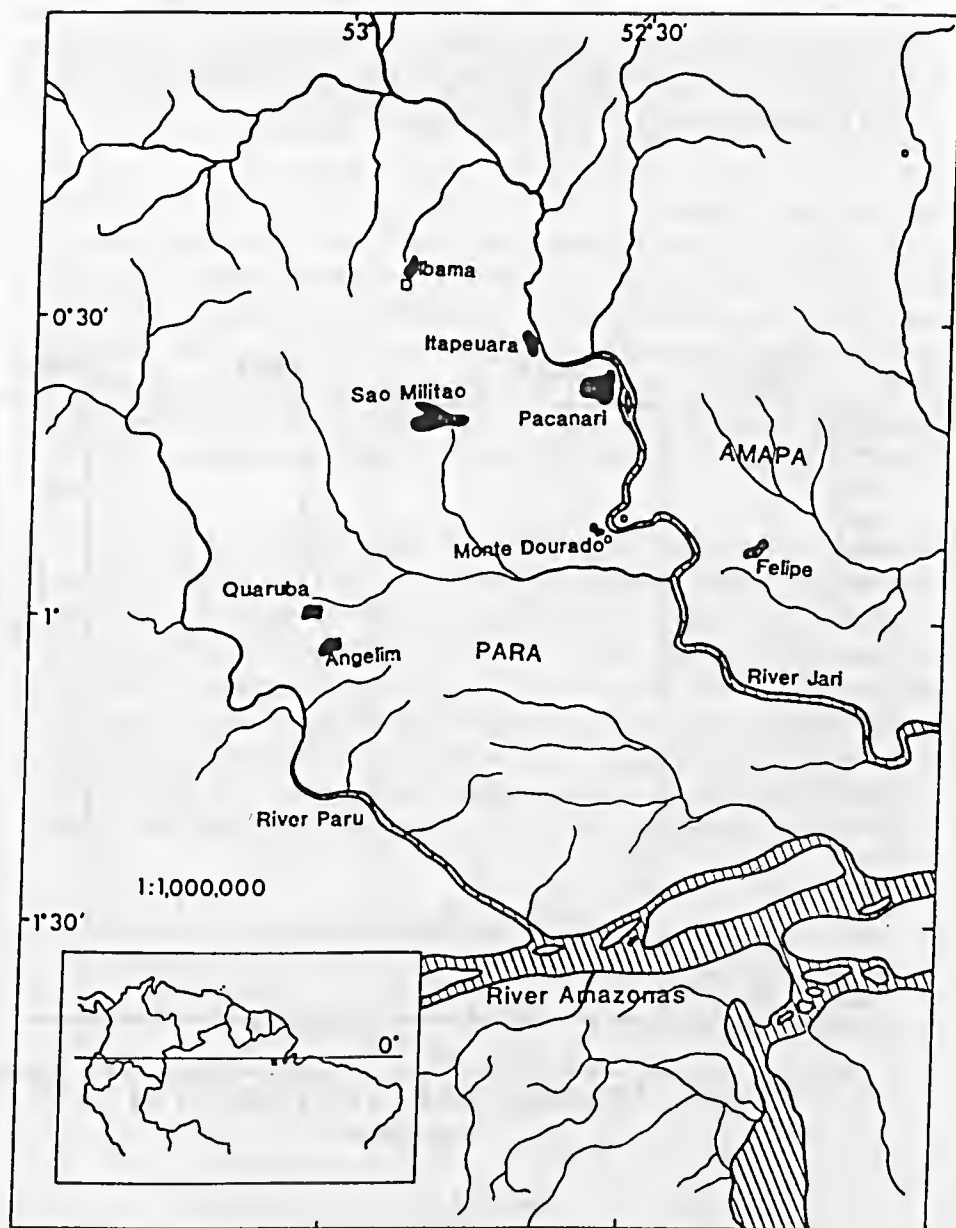 53°
52°30'
Ibama
0°30'
Itapeuara
Sao Militao
Pacanari
AMAPA
Monte Dourado
Felipe
Quaruba
1°
Angelim
PARA
River Jari
River Paru
1:1,000,000
1°30'
River Amazonas
0°